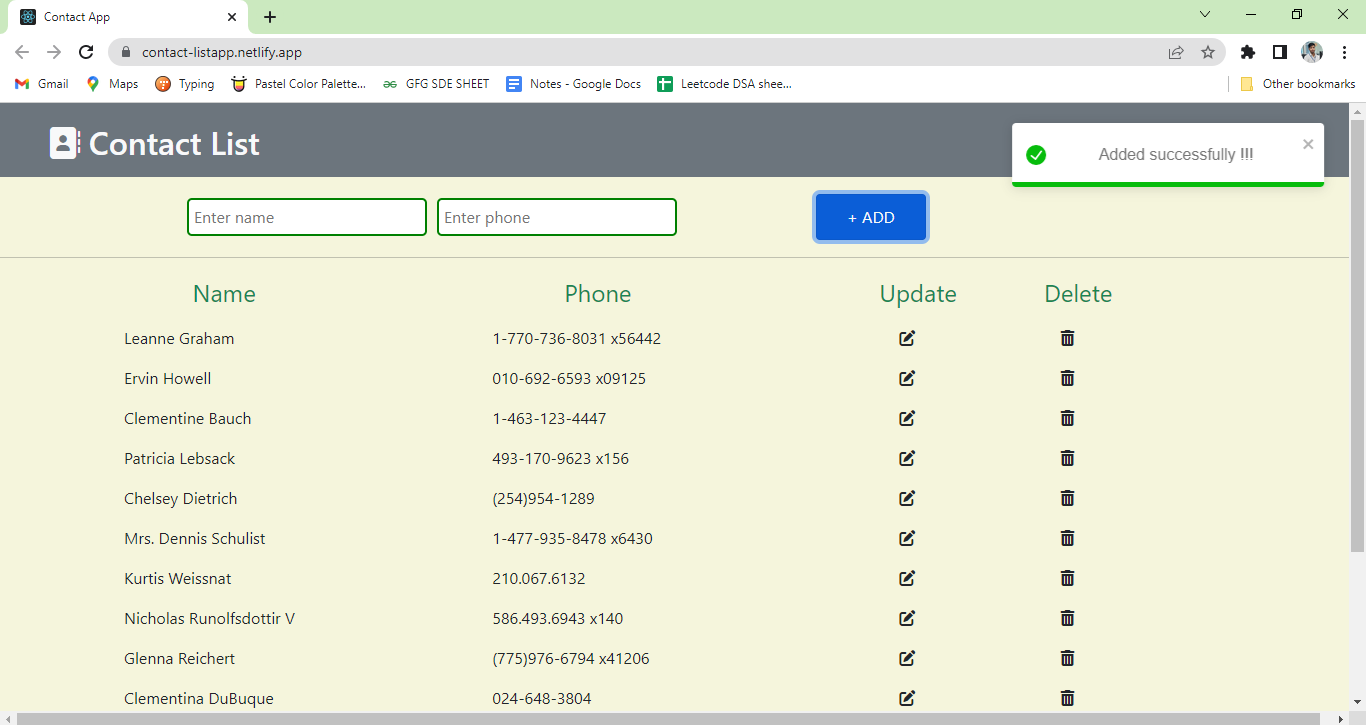 Contact App
contact-listapp.netlify.app
Gmail Maps Typing Pastel Color Palette... GFG SDE SHEET Notes - Google Docs Leetcode DSA shee... Other bookmarks
Contact List
Added successfully !!!
Enter name Enter phone + ADD
Name Phone Update Delete
Leanne Graham 1-770-736-8031 x56442
Ervin Howell 010-692-6593 x09125
Clementine Bauch 1-463-123-4447
Patricia Lebsack 493-170-9623 x156
Chelsey Dietrich (254)954-1289
Mrs. Dennis Schulist 1-477-935-8478 x6430
Kurtis Weissnat 210.067.6132
Nicholas Runolfsdottir V 586.493.6943 x140
Glenna Reichert (775)976-6794 x41206
Clementina DuBuque 024-648-3804